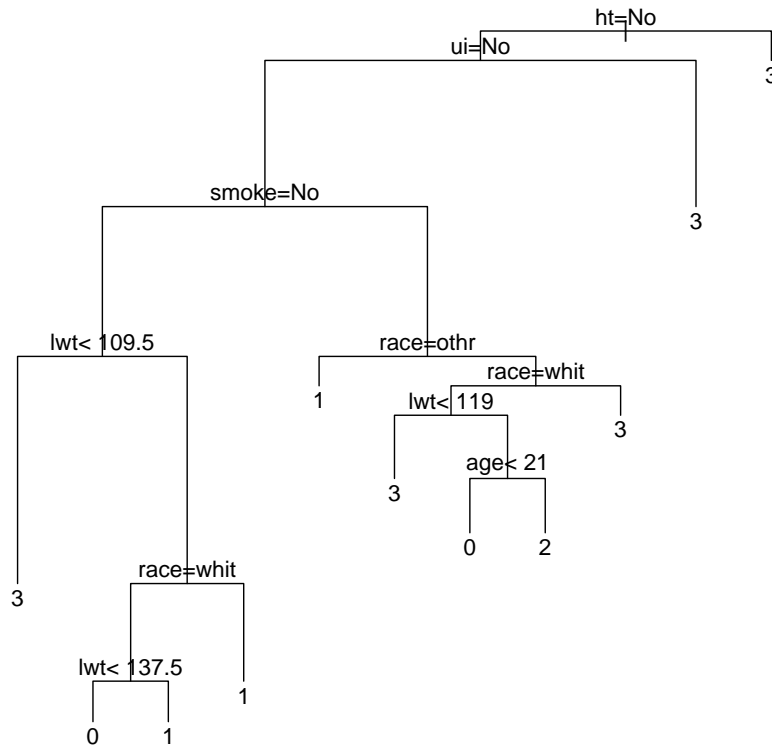 ht=No
ui=No
3
smoke=No
3
lwt< 109.5
race=othr
race=whit
1
lwt< 119
3
age< 21
3
0
2
race=whit
3
lwt< 137.5
1
0
1